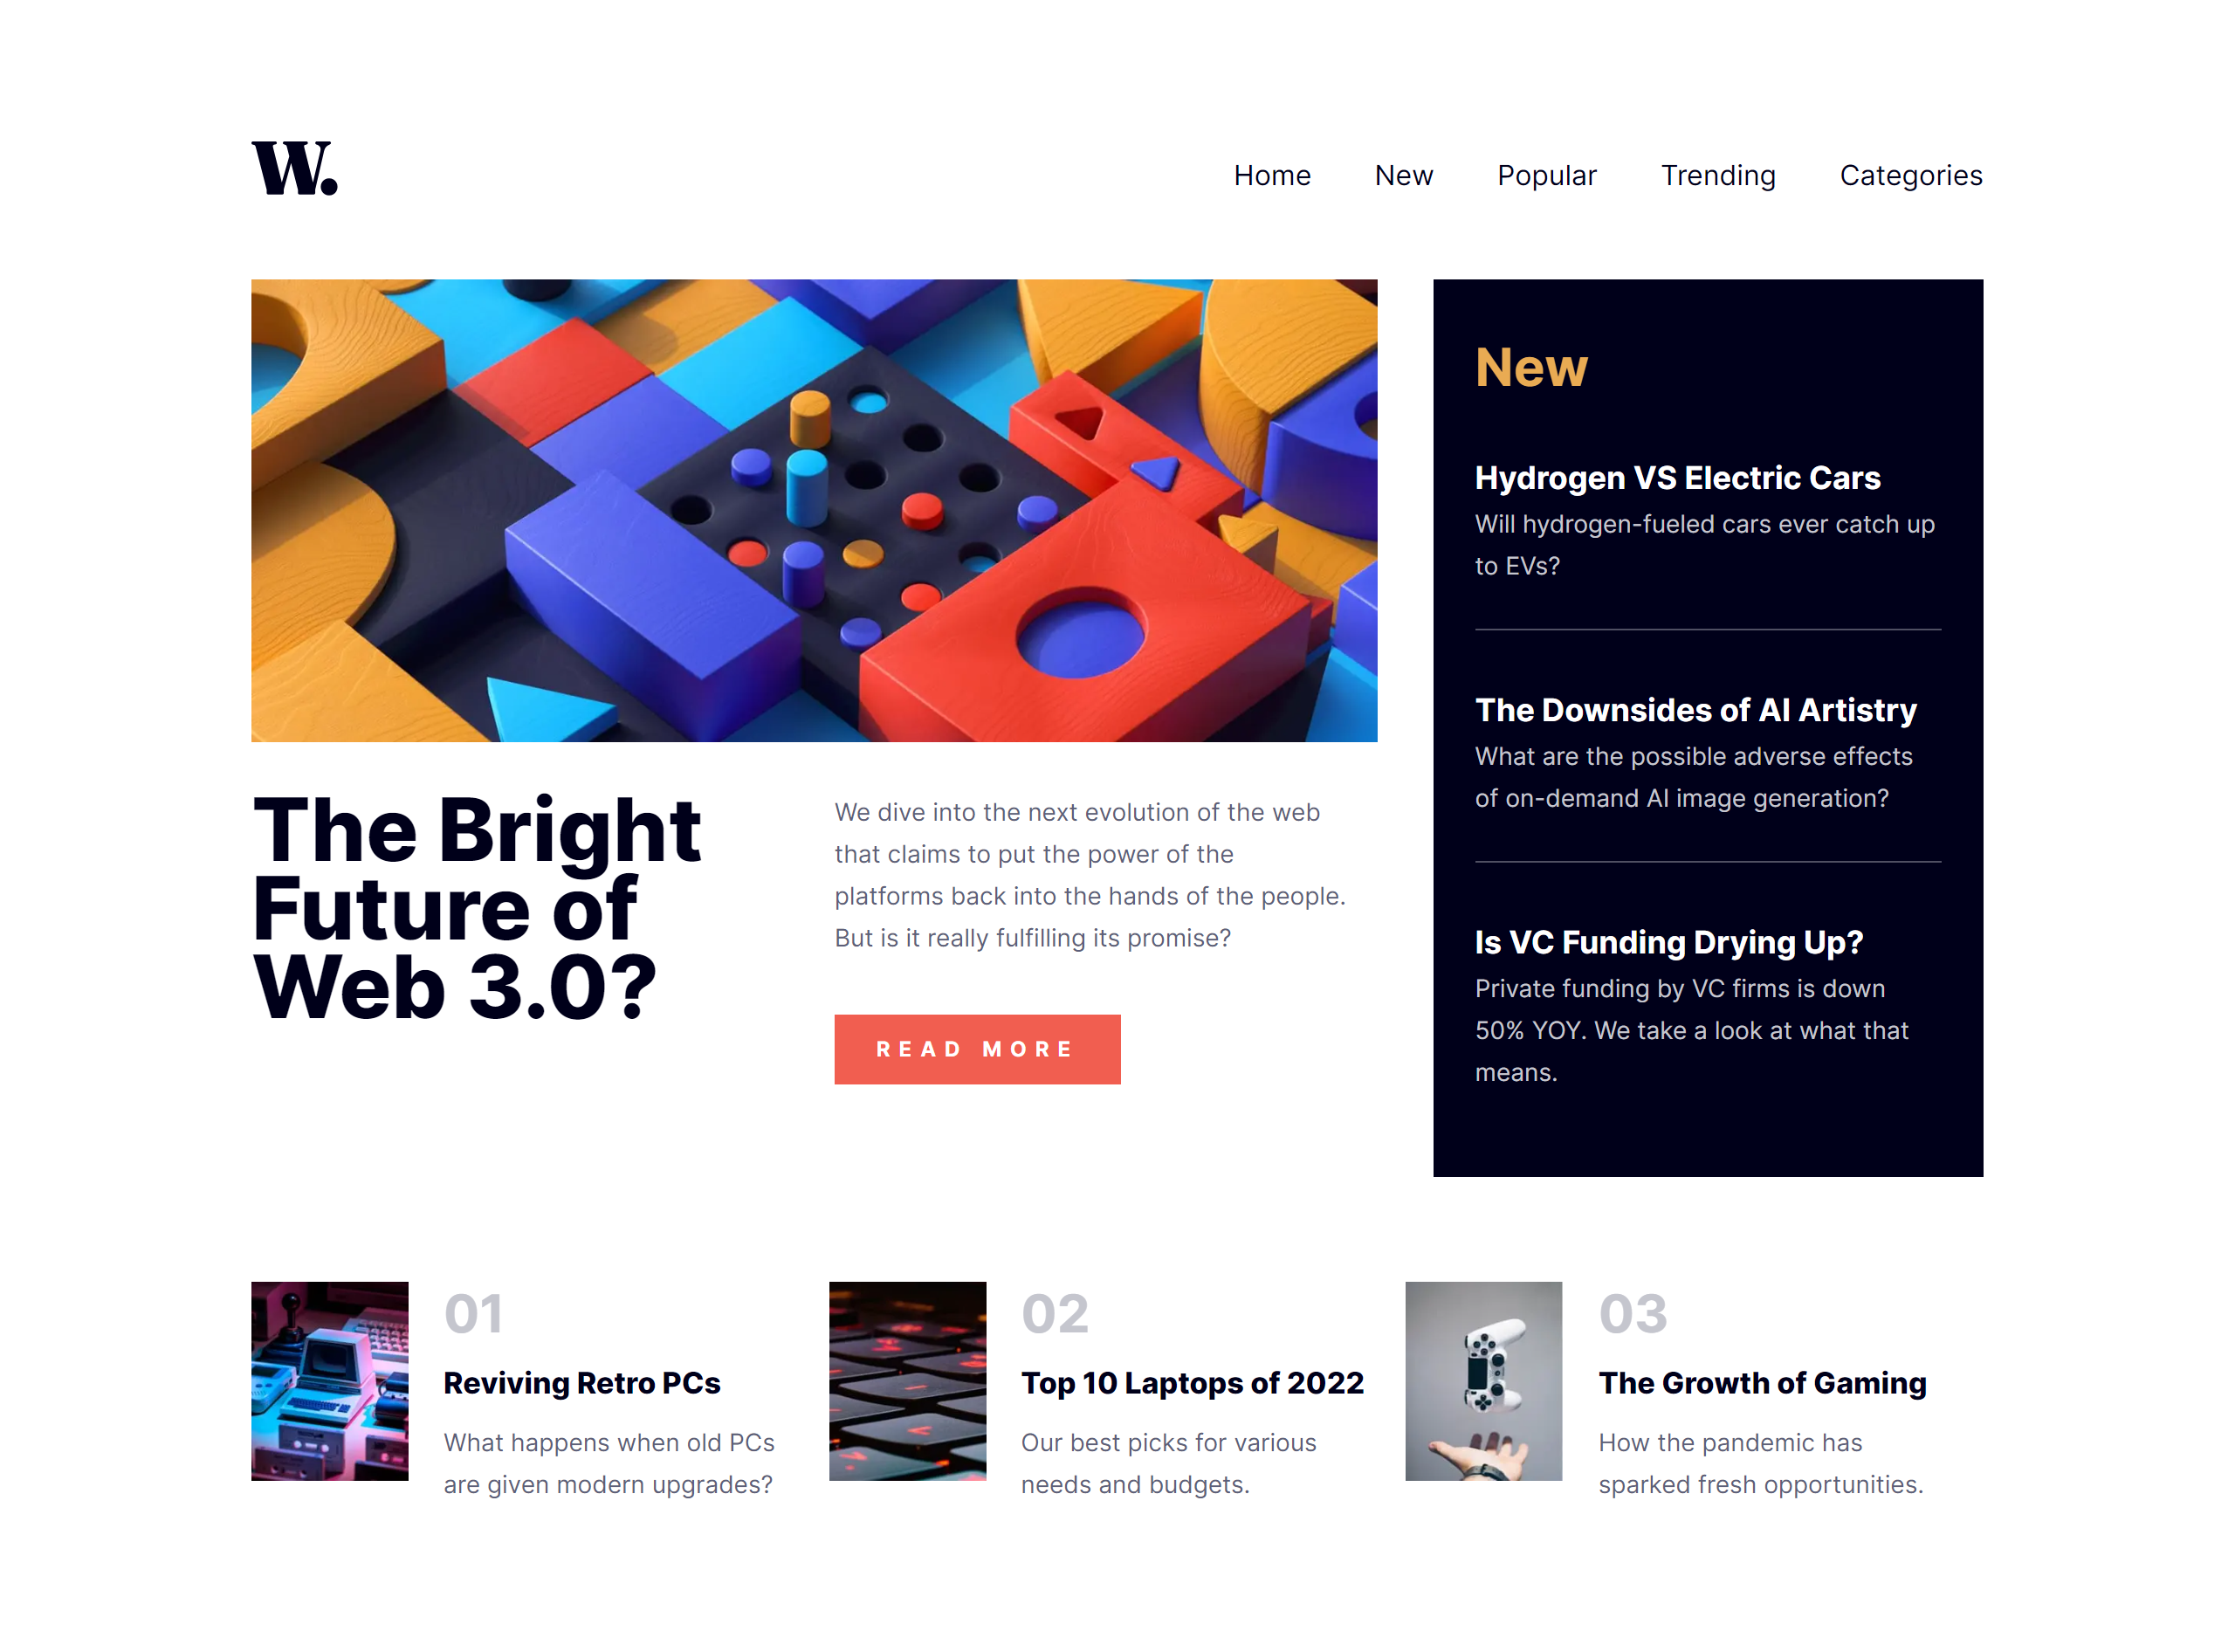 W.
Home New Popular Trending Categories
The Bright
Future of
Web 3.0?
We dive into the next evolution of the web
that claims to put the power of the
platforms back into the hands of the people.
But is it really fulfilling its promise?
READ MORE
New
Hydrogen VS Electric Cars
Will hydrogen-fueled cars ever catch up
to EVs?
The Downsides of AI Artistry
What are the possible adverse effects
of on-demand AI image generation?
Is VC Funding Drying Up?
Private funding by VC firms is down
50% YOY. We take a look at what that
means.
01
Reviving Retro PCs
What happens when old PCs
are given modern upgrades?
02
Top 10 Laptops of 2022
Our best picks for various
needs and budgets.
03
The Growth of Gaming
How the pandemic has
sparked fresh opportunities.